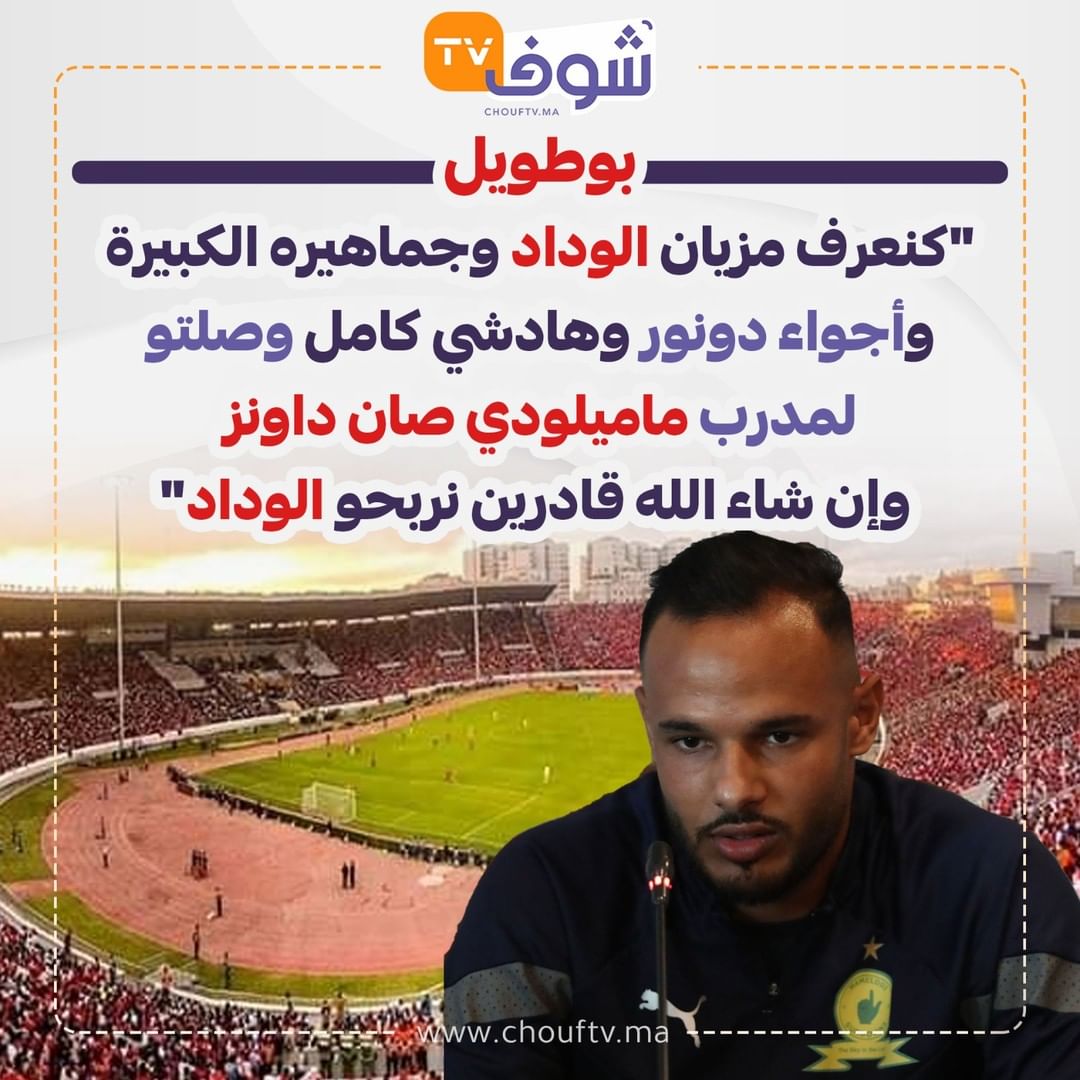 TV شوف
CHOUFTV.MA
بوطويل
"كنعرف مزيان الوداد وجماهيره الكبيرة
وأجواء دونور وهادشي كامل وصلتو
لمدرب ماميلودي صان داونز
وإن شاء الله قادرين نربحو الوداد"
www.chouftv.ma